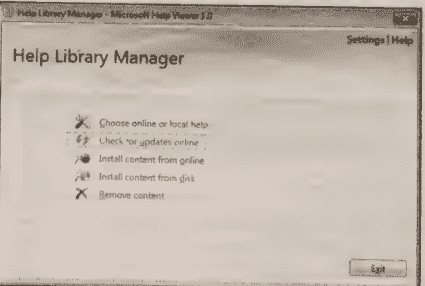 Help Library Manager - Microsoft Help Viewer 1.0
Settings | Help
Help Library Manager
Choose online or local help
Check for updates online
Install content from online
Install content from disk
Remove content
Exit